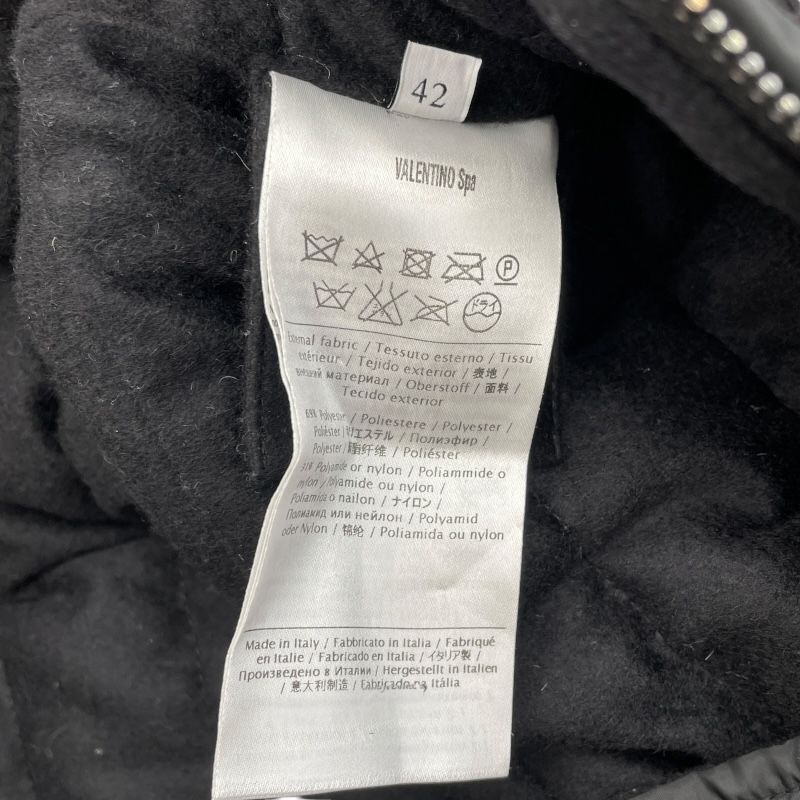 42
VALENTINO Spa
P
ドライ
External fabric / Tessuto esterno / Tissu
extérieur / Tejido exterior / 表地 /
внешний материал / Oberstoff / 面料 /
Tecido exterior
69% Polyester / Poliestere / Polyester /
Poliéster / ポリエステル / Полиэфир /
Polyester / 聚酯纤维 / Poliéster
31% Polyamide or nylon / Poliammide o
nylon / Polyamide ou nylon /
Poliamida o nailon / ナイロン /
Полиамид или нейлон / Polyamid
oder Nylon / 锦纶 / Poliamida ou nylon
Made in Italy / Fabbricato in Italia / Fabriqué
en Italie / Fabricado en Italia / イタリア製 /
Произведено в Италии / Hergestellt in Italien
/ 意大利制造 / Fabricado na Itália